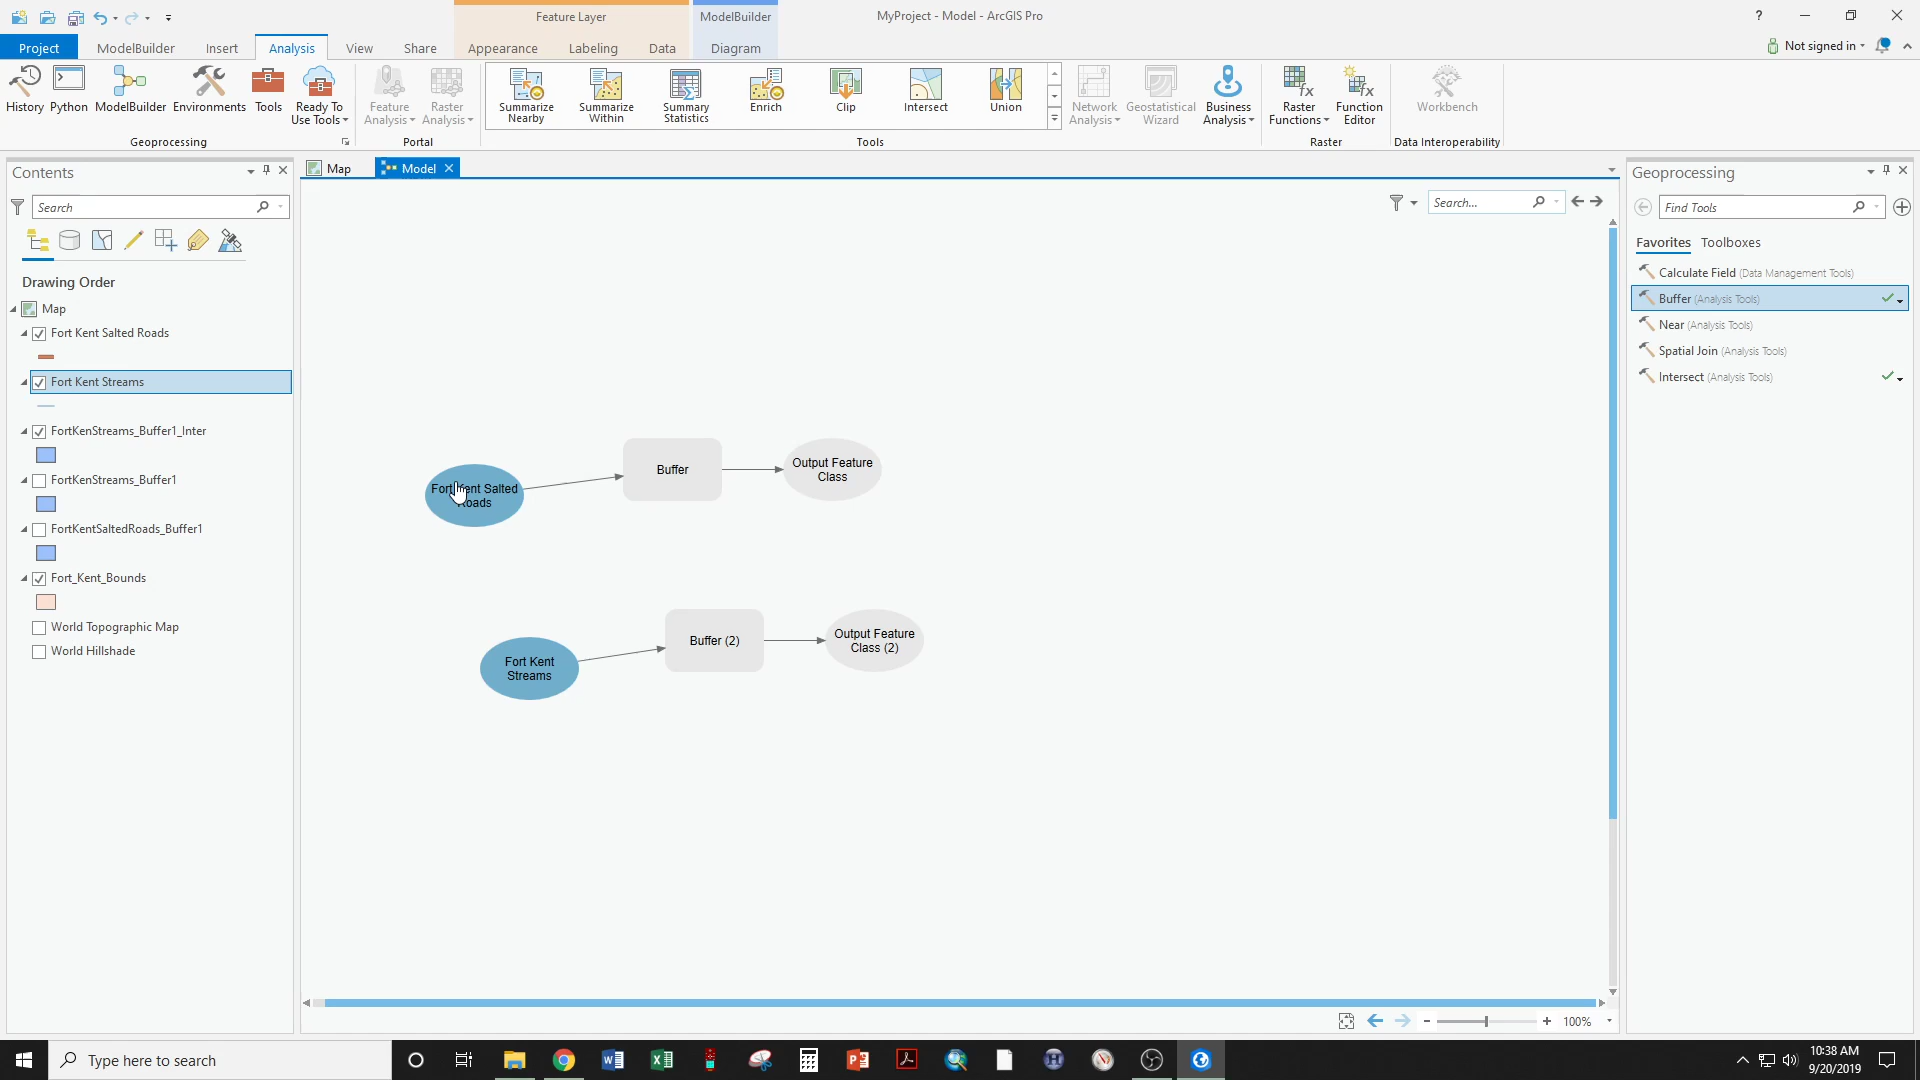 Feature Layer
ModelBuilder
MyProject - Model - ArcGIS Pro
?
Project
ModelBuilder
Insert
Analysis
View
Share
Appearance
Labeling
Data
Diagram
Not signed in
History
Python
ModelBuilder
Environments
Tools
Ready To
Use Tools
Feature
Analysis
Raster
Analysis
Summarize
Nearby
Summarize
Within
Summary
Statistics
Enrich
Clip
Intersect
Union
Network
Analysis
Geostatistical
Wizard
Business
Analysis
Raster
Functions
Function
Editor
Workbench
Geoprocessing
Portal
Tools
Raster
Data Interoperability
Contents
Search
Drawing Order
Map
Fort Kent Salted Roads
Fort Kent Streams
FortKenStreams_Buffer1_Inter
FortKenStreams_Buffer1
FortKentSaltedRoads_Buffer1
Fort_Kent_Bounds
World Topographic Map
World Hillshade
Map
Model
Search...
Fort Kent Salted
Roads
Buffer
Output Feature
Class
Fort Kent
Streams
Buffer (2)
Output Feature
Class (2)
100%
Geoprocessing
Find Tools
Favorites Toolboxes
Calculate Field (Data Management Tools)
Buffer (Analysis Tools)
Near (Analysis Tools)
Spatial Join (Analysis Tools)
Intersect (Analysis Tools)
Type here to search
10:38 AM
9/20/2019